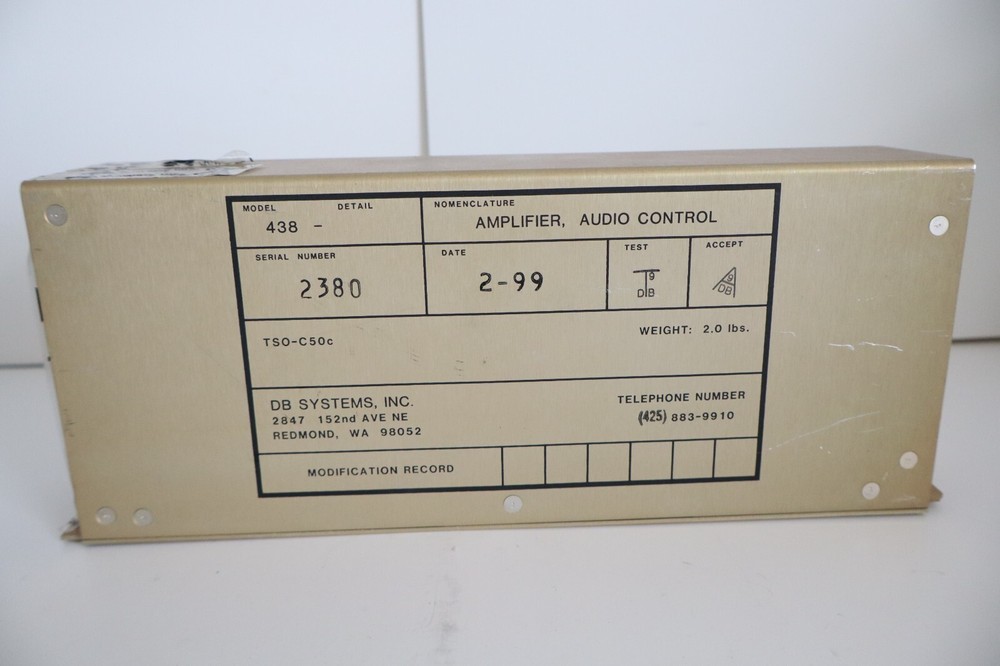 MODEL DETAIL
438 -
NOMENCLATURE
AMPLIFIER, AUDIO CONTROL
SERIAL NUMBER
2380
DATE
2-99
TEST
9
DB
ACCEPT
9
DB
TSO-C50c
WEIGHT: 2.0 lbs.
DB SYSTEMS, INC.
2847 152nd AVE NE
REDMOND, WA 98052
TELEPHONE NUMBER
(425) 883-9910
MODIFICATION RECORD